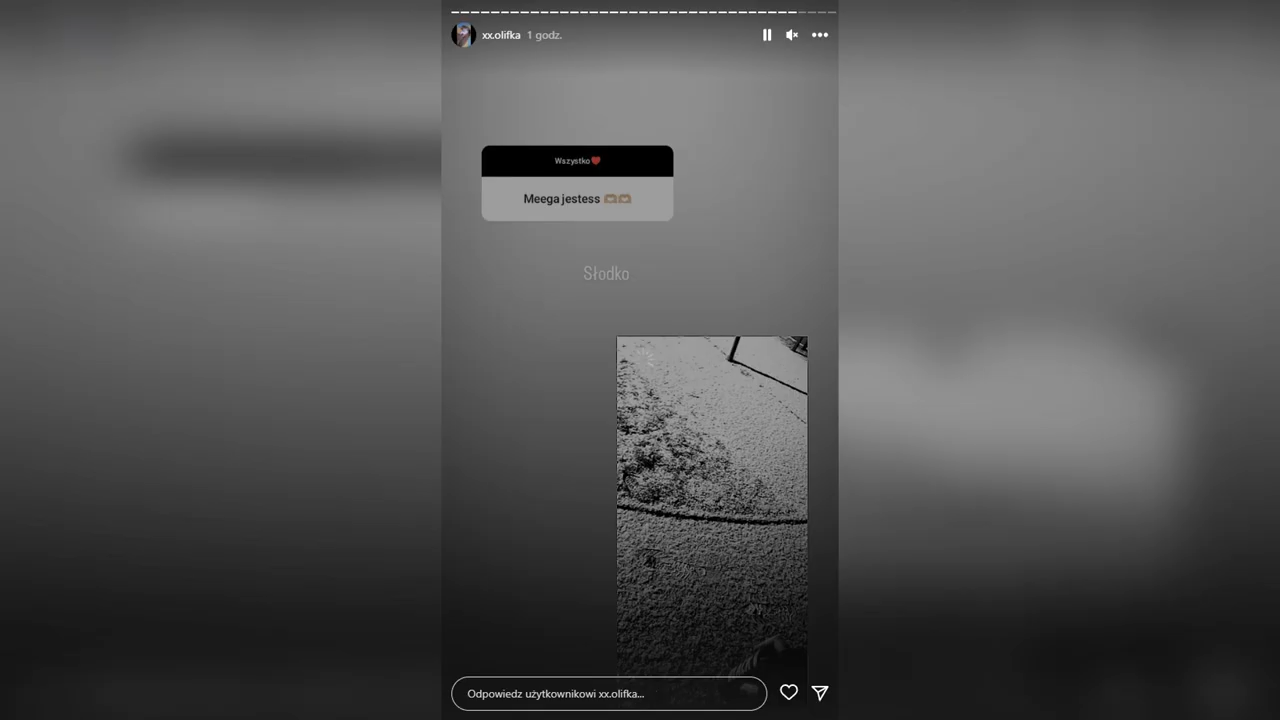 xx.olifka 1 godz.
Wszystko❤️
Meega jestess 🫶🏽🫶🏽
Słodko
Odpowiedz użytkownikowi xx.olifka...